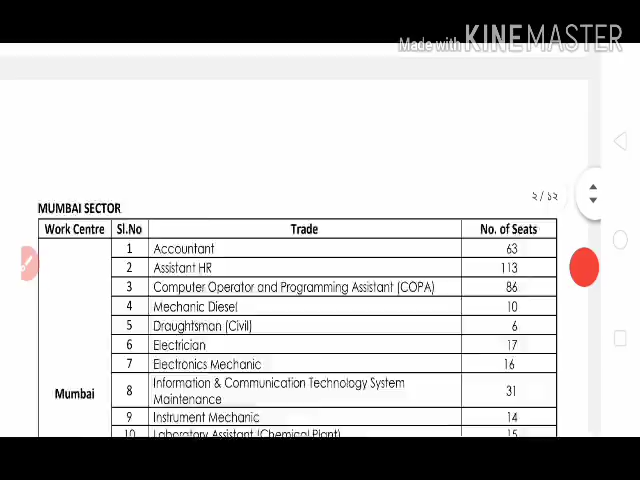 Made with KINEMASTER
২/১২
MUMBAI SECTOR
Work Centre Sl.No Trade No. of Seats
1 Accountant 63
2 Assistant HR 113
3 Computer Operator and Programming Assistant (COPA) 86
4 Mechanic Diesel 10
5 Draughtsman (Civil) 6
6 Electrician 17
7 Electronics Mechanic 16
Mumbai 8 Information & Communication Technology System Maintenance 31
9 Instrument Mechanic 14
10 Laboratory Assistant (Chemical Plant) 15